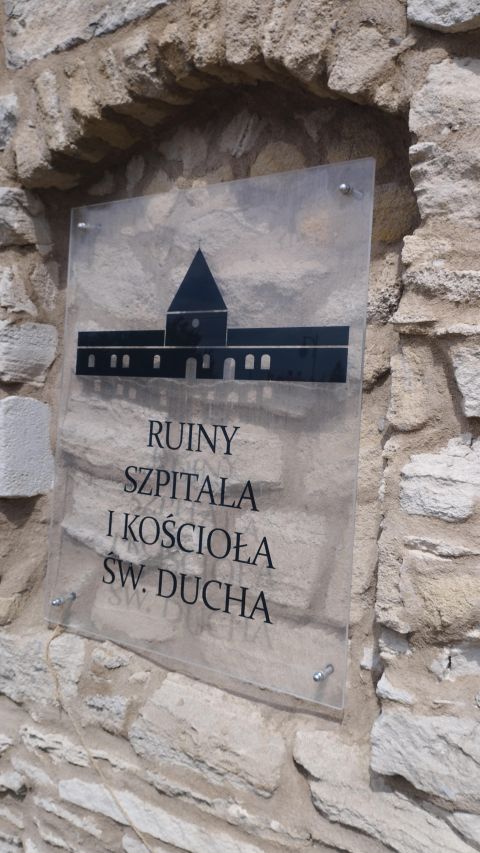 RUINY
SZPITALA
I KOŚCIOŁA
ŚW. DUCHA